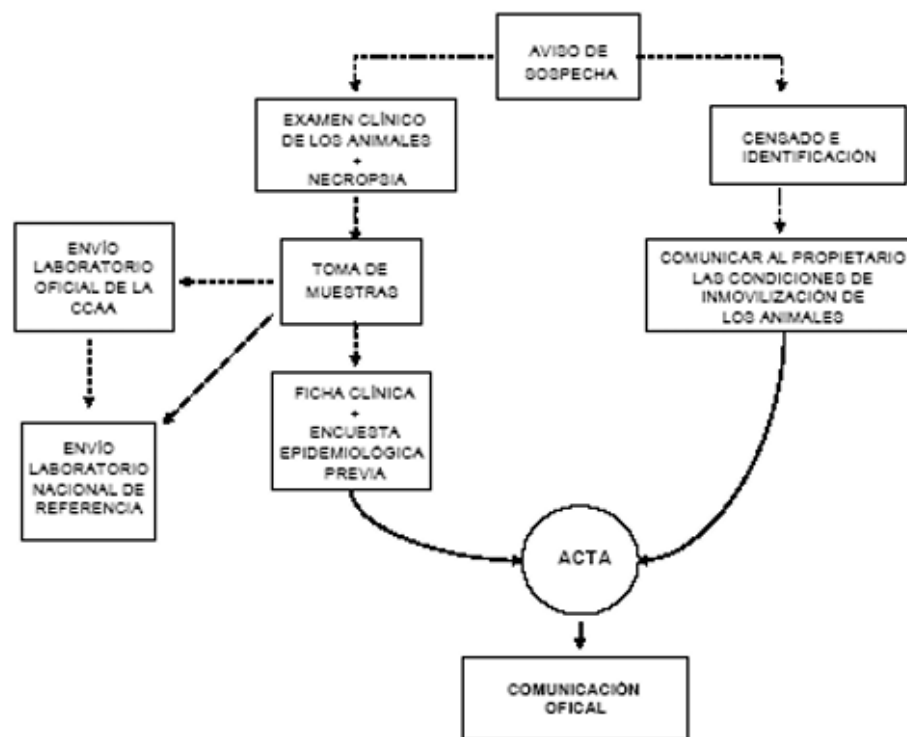 AVISO DE
SOSPECHA
EXAMEN CLÍNICO
DE LOS ANIMALES
+
NECROPSIA
CENSADO E
IDENTIFICACIÓN
ENVÍO
LABORATORIO
OFICIAL DE LA
CCAA
TOMA DE
MUESTRAS
COMUNICAR AL PROPIETARIO
LAS CONDICIONES DE
INMOVILIZACIÓN DE
LOS ANIMALES
FICHA CLÍNICA
+
ENCUESTA
EPIDEMIOLÓGICA
PREVIA
ENVÍO
LABORATORIO
NACIONAL DE
REFERENCIA
ACTA
COMUNICACIÓN
OFICAL